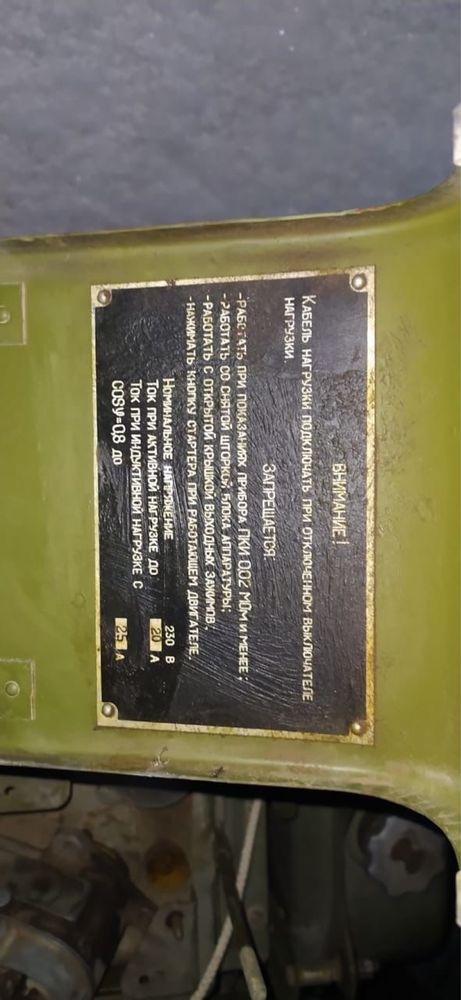 ВНИМАНИЕ!
КАБЕЛЬ НАГРУЗКИ ПОДКЛЮЧАТЬ ПРИ ОТКЛЮЧЕННОМ ВЫКЛЮЧАТЕЛЕ
НАГРУЗКИ.
ЗАПРЕЩАЕТСЯ:
-РАБОТАТЬ ПРИ ПОКАЗАНИЯХ ПРИБОРА ПКИ 0,02 МОМ И МЕНЕЕ;
-РАБОТАТЬ СО СНЯТОЙ ШТОРКОЙ БЛОКА АППАРАТУРЫ;
-РАБОТАТЬ С ОТКРЫТОЙ КРЫШКОЙ ВЫХОДНЫХ ЗАЖИМОВ;
-НАЖИМАТЬ КНОПКУ СТАРТЕРА ПРИ РАБОТАЮЩЕМ ДВИГАТЕЛЕ.
НОМИНАЛЬНОЕ НАПРЯЖЕНИЕ 230 В
ТОК ПРИ АКТИВНОЙ НАГРУЗКЕ ДО 20 А
ТОК ПРИ ИНДУКТИВНОЙ НАГРУЗКЕ С
COSУ=0,8 ДО 25 А